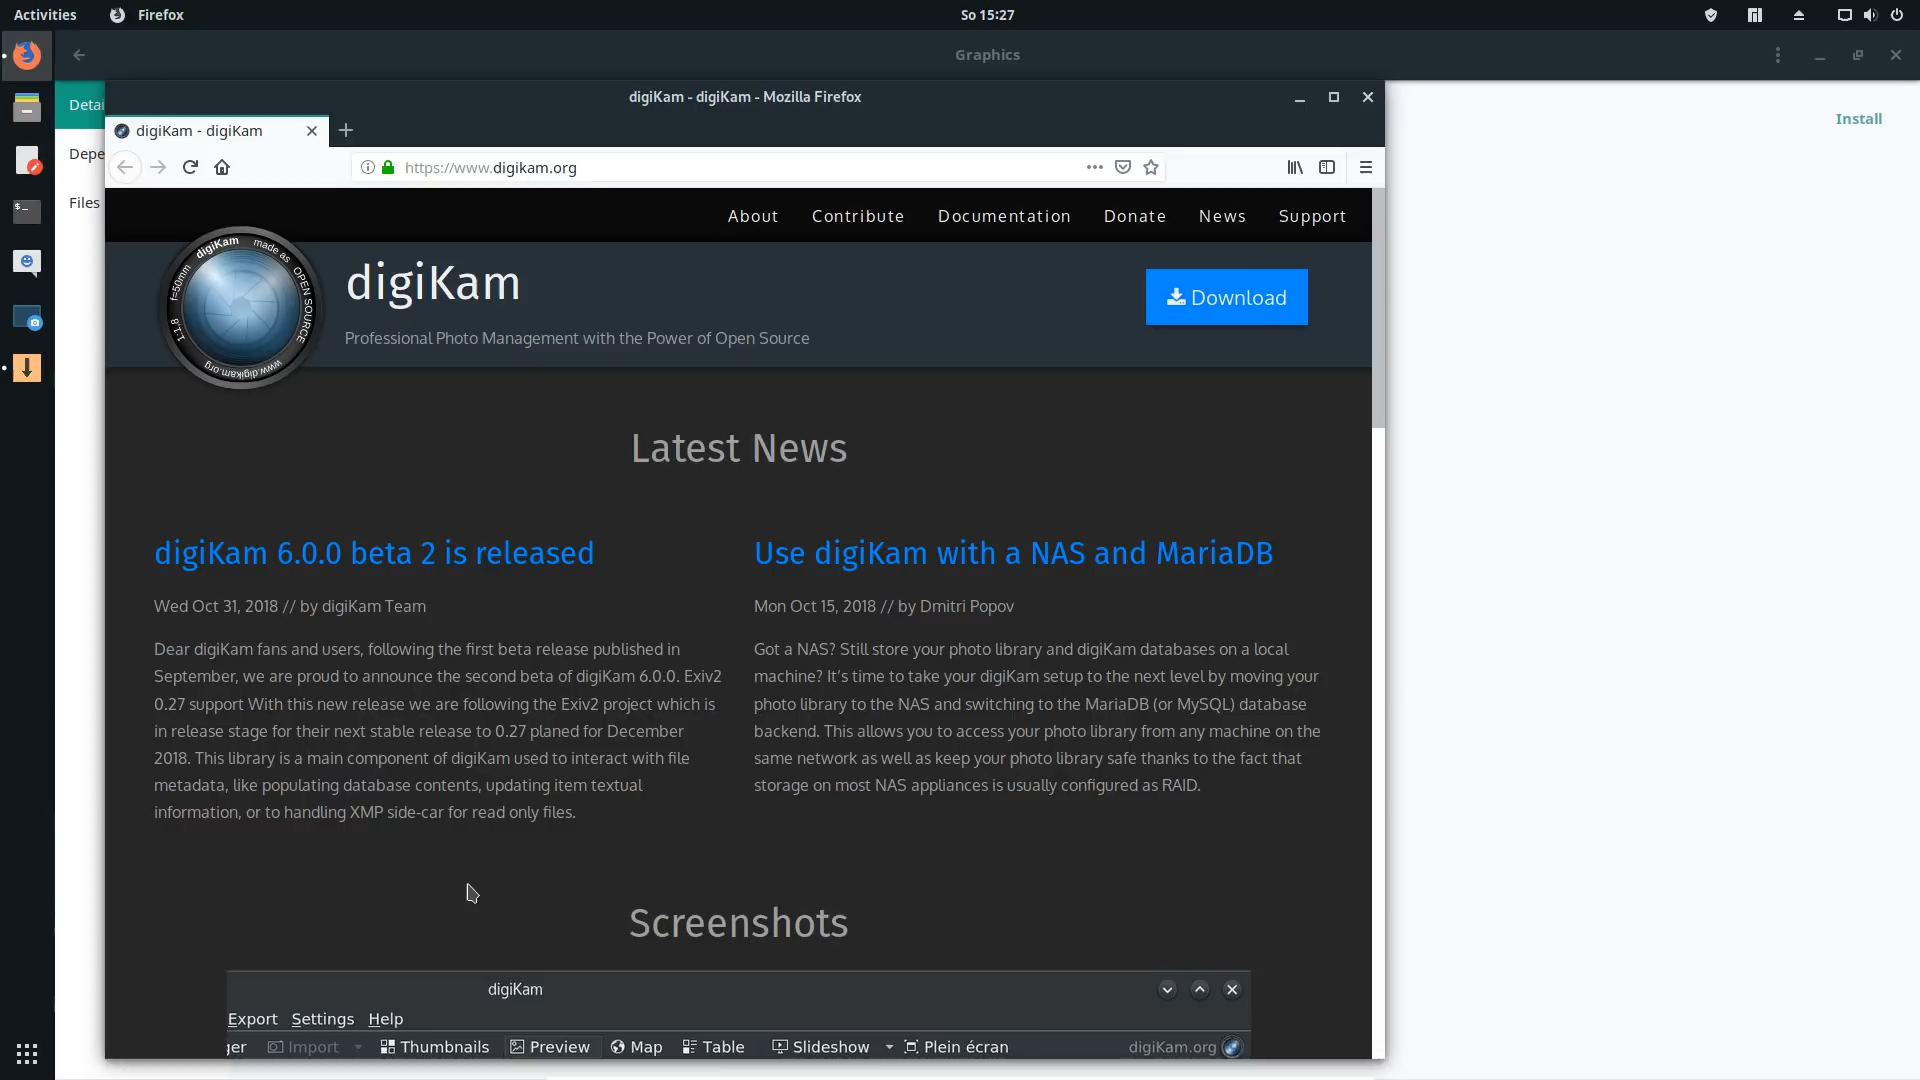 Activities
Firefox
So 15:27
Graphics
Detai
Depe
Files
Install
digiKam - digiKam - Mozilla Firefox
digiKam - digiKam
https://www.digikam.org
About Contribute Documentation Donate News Support
digiKam made as OPEN SOURCE
www.digikam.org
1:1.8 f=50mm
digiKam
Professional Photo Management with the Power of Open Source
Download
Latest News
digiKam 6.0.0 beta 2 is released
Wed Oct 31, 2018 // by digiKam Team
Dear digiKam fans and users, following the first beta release published in
September, we are proud to announce the second beta of digiKam 6.0.0. Exiv2
0.27 support With this new release we are following the Exiv2 project which is
in release stage for their next stable release to 0.27 planed for December
2018. This library is a main component of digiKam used to interact with file
metadata, like populating database contents, updating item textual
information, or to handling XMP side-car for read only files.
Use digiKam with a NAS and MariaDB
Mon Oct 15, 2018 // by Dmitri Popov
Got a NAS? Still store your photo library and digiKam databases on a local
machine? It’s time to take your digiKam setup to the next level by moving your
photo library to the NAS and switching to the MariaDB (or MySQL) database
backend. This allows you to access your photo library from any machine on the
same network as well as keep your photo library safe thanks to the fact that
storage on most NAS appliances is usually configured as RAID.
Screenshots
digiKam
Export Settings Help
ger Import Thumbnails Preview Map Table Slideshow Plein écran digiKam.org